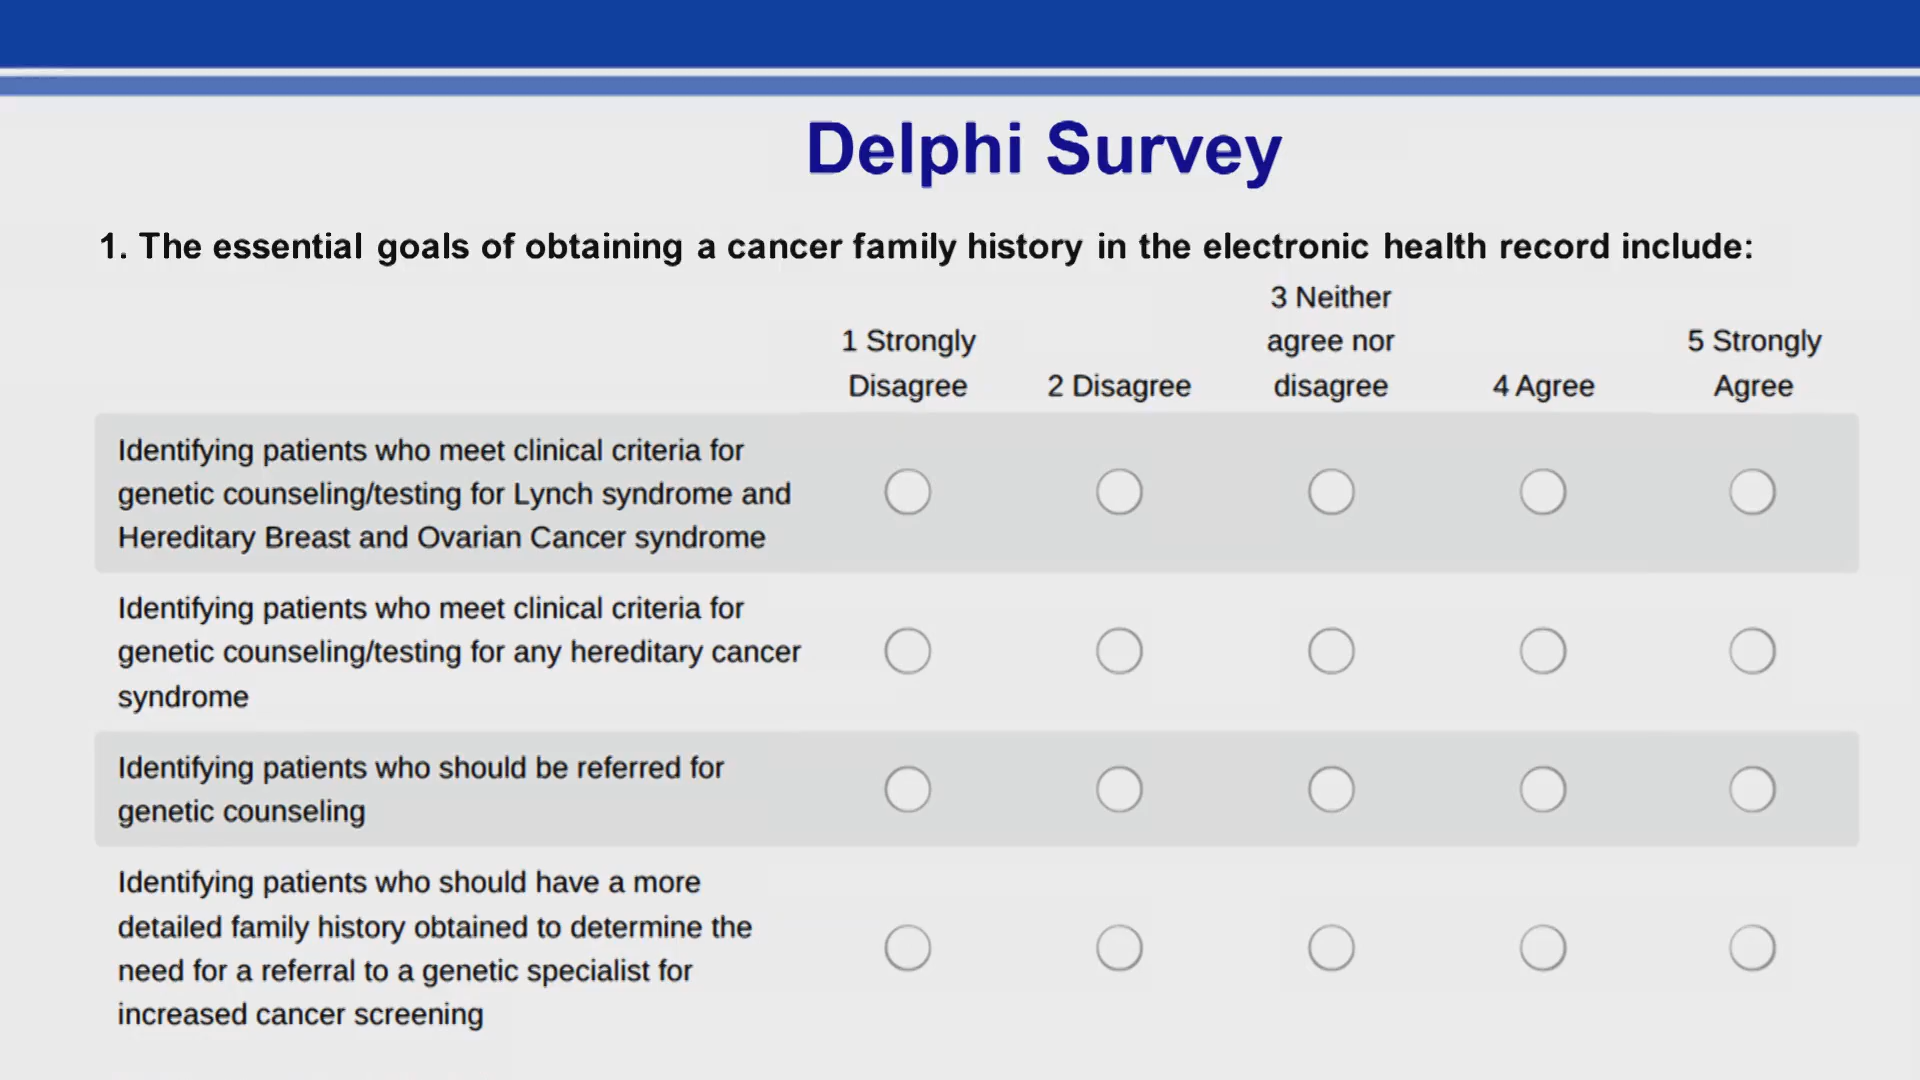 Delphi Survey
1. The essential goals of obtaining a cancer family history in the electronic health record include:
3 Neither
1 Strongly agree nor 5 Strongly
Disagree 2 Disagree disagree 4 Agree Agree
Identifying patients who meet clinical criteria for
genetic counseling/testing for Lynch syndrome and
Hereditary Breast and Ovarian Cancer syndrome
Identifying patients who meet clinical criteria for
genetic counseling/testing for any hereditary cancer
syndrome
Identifying patients who should be referred for
genetic counseling
Identifying patients who should have a more
detailed family history obtained to determine the
need for a referral to a genetic specialist for
increased cancer screening